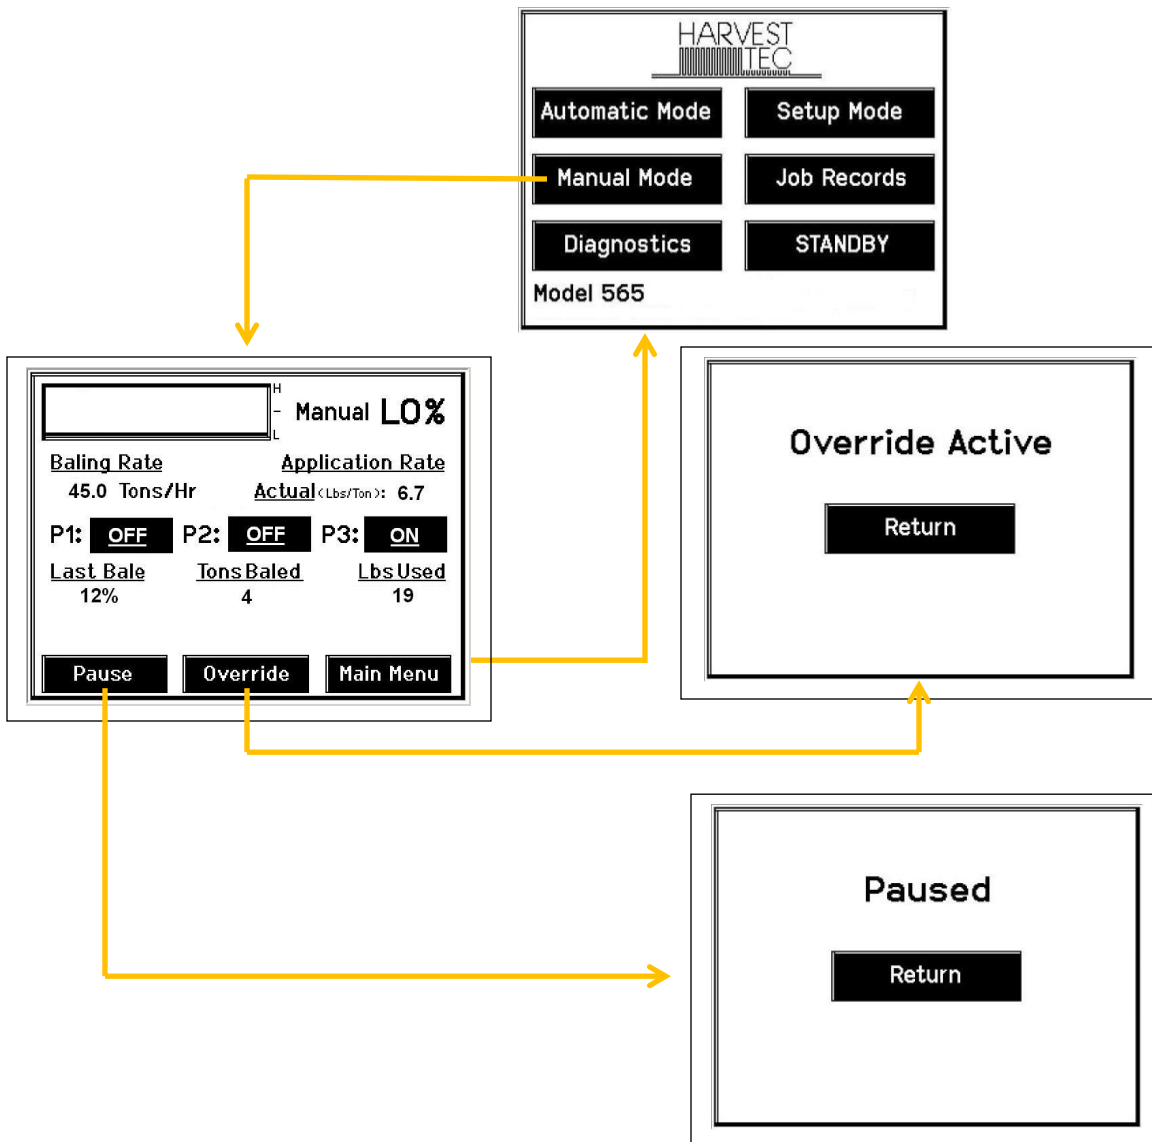 HARVEST
TEC
Automatic Mode Setup Mode
Manual Mode Job Records
Diagnostics STANDBY
Model 565
H
- Manual LO%
L
Baling Rate Application Rate
45.0 Tons/Hr Actual (Lbs/Ton): 6.7
P1: OFF P2: OFF P3: ON
Last Bale Tons Baled Lbs Used
12% 4 19
Pause Override Main Menu
Override Active
Return
Paused
Return